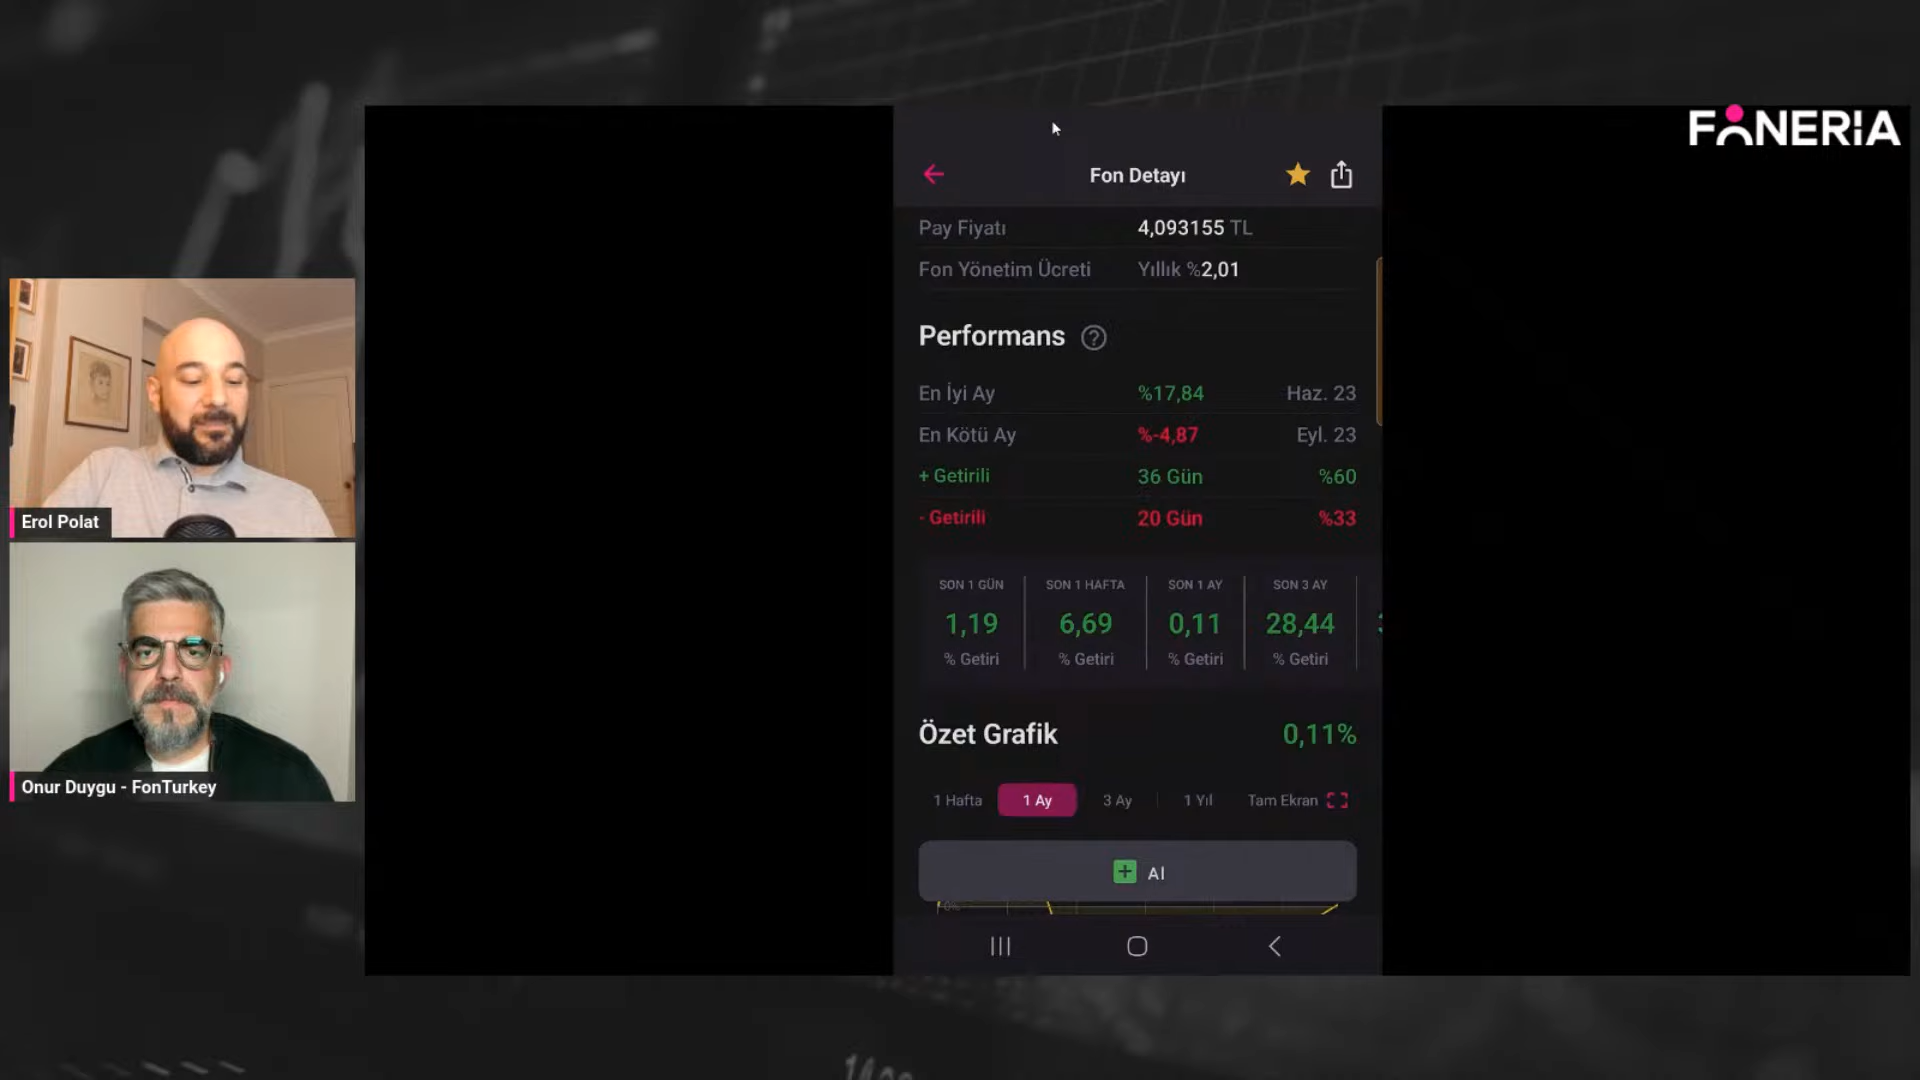 FONERIA
Fon Detayı
Pay Fiyatı 4,093155 TL
Fon Yönetim Ücreti Yıllık %2,01
Performans ?
En İyi Ay %17,84 Haz. 23
En Kötü Ay %-4,87 Eyl. 23
+ Getirili 36 Gün %60
- Getirili 20 Gün %33
SON 1 GÜN SON 1 HAFTA SON 1 AY SON 3 AY
1,19 6,69 0,11 28,44
% Getiri % Getiri % Getiri % Getiri
Özet Grafik 0,11%
1 Hafta 1 Ay 3 Ay 1 Yıl Tam Ekran
+ Al
Erol Polat
Onur Duygu - FonTurkey